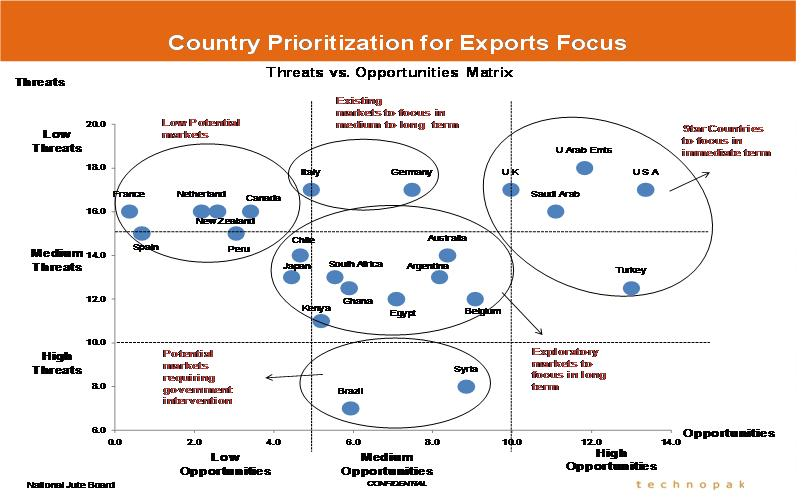 Country Prioritization for Exports Focus
Threats vs. Opportunities Matrix
Threats
Low Potential
markets
Existing
markets to focus in
medium to long term
Star Countries
to focus in
immediate term
Low
Threats
Medium
Threats
High
Threats
20.0
18.0
16.0
14.0
12.0
10.0
8.0
6.0
France
Netherland
Canada
New Zealand
Spain
Peru
Italy
Germany
U K
U Arab Emts
Saudi Arab
U S A
Turkey
Chile
Japan
South Africa
Australia
Argentina
Ghana
Kenya
Egypt
Belgium
Brazil
Syria
Potential
markets
requiring
government
intervention
Exploratory
markets to
focus in long
term
0.0
2.0
4.0
6.0
8.0
10.0
12.0
14.0
Opportunities
Low
Opportunities
Medium
Opportunities
High
Opportunities
National Jute Board
CONFIDENTIAL
technopak